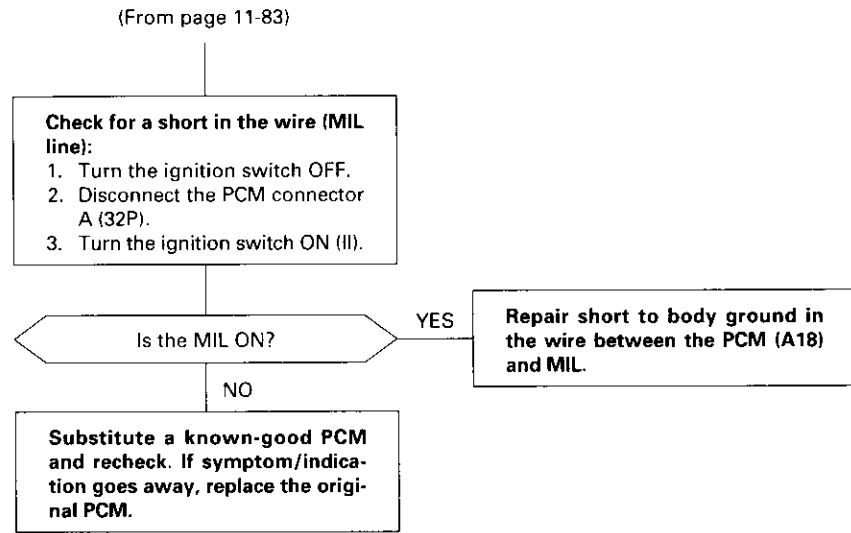 (From page 11-83)
Check for a short in the wire (MIL
line):
1. Turn the ignition switch OFF.
2. Disconnect the PCM connector
A (32P).
3. Turn the ignition switch ON (II).
Is the MIL ON?
YES
Repair short to body ground in
the wire between the PCM (A18)
and MIL.
NO
Substitute a known-good PCM
and recheck. If symptom/indica-
tion goes away, replace the origi-
nal PCM.